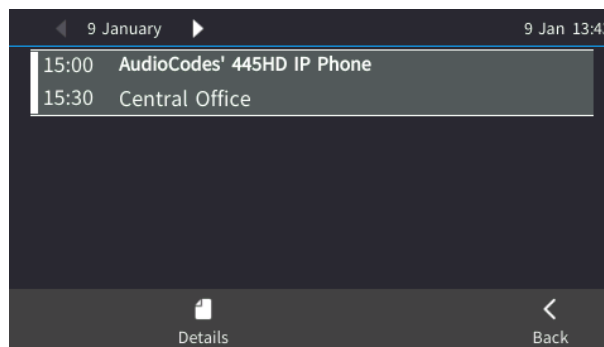 9 January 9 Jan 13:4
15:00 AudioCodes' 445HD IP Phone
15:30 Central Office
Details Back